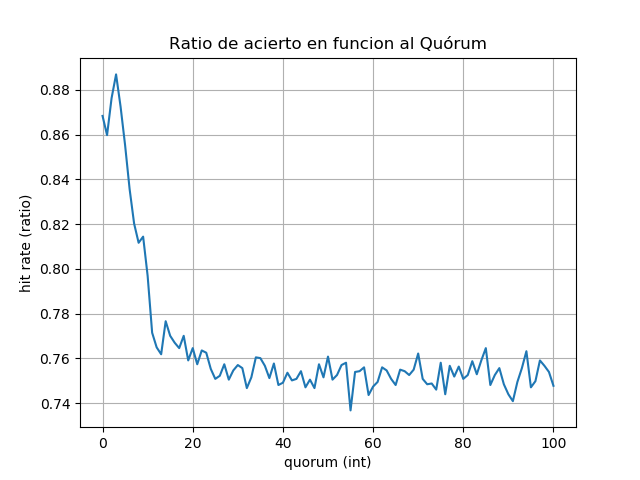 Ratio de acierto en funcion al Quórum
0.88
0.86
0.84
0.82
0.80
0.78
0.76
0.74
hit rate (ratio)
0 20 40 60 80 100
quorum (int)